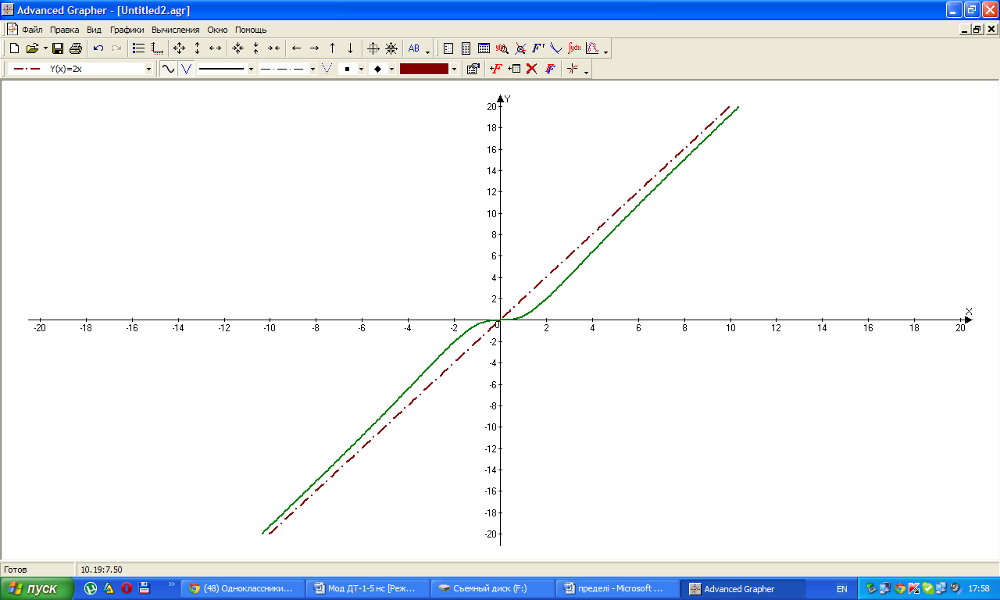 Advanced Grapher - [Untitled2.agr]
Файл Правка Вид Графики Вычисления Окно Помощь
AB y(x) F' ∫ydx
Y(x)=2x +F F
Y
20
18
16
14
12
10
8
6
4
2
X
-20 -18 -16 -14 -12 -10 -8 -6 -4 -2 0 2 4 6 8 10 12 14 16 18 20
-2
-4
-6
-8
-10
-12
-14
-16
-18
-20
Готов 10.19:7.50
пуск » (48) Одноклассники... Мод ДТ-1-5 нс [Реж... Съемный диск (F:) пределі - Microsoft ... Advanced Grapher EN 17:58